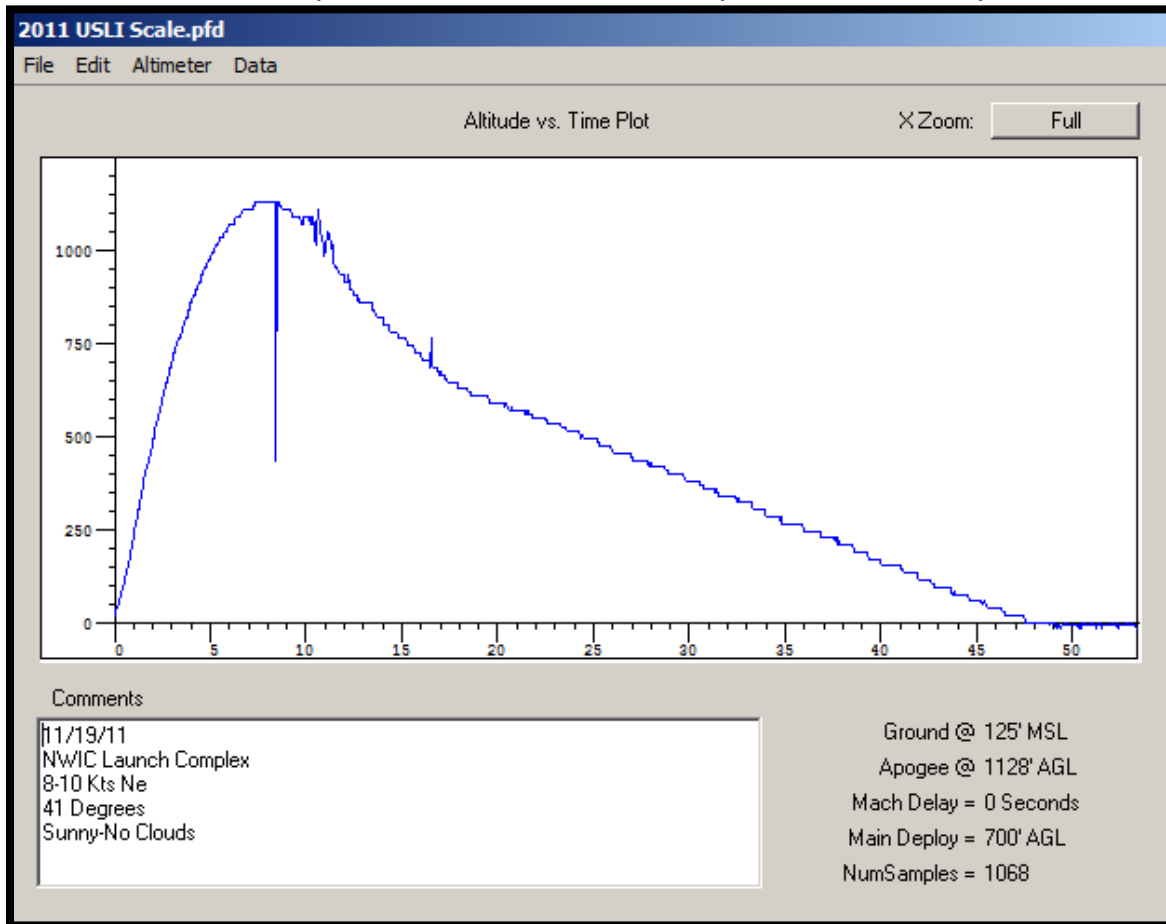 2011 USLI Scale.pfd
File Edit Altimeter Data
Altitude vs. Time Plot
X Zoom: Full
1000
750
500
250
0
0 5 10 15 20 25 30 35 40 45 50
Comments
11/19/11
NWIC Launch Complex
8-10 Kts Ne
41 Degrees
Sunny-No Clouds
Ground @ 125' MSL
Apogee @ 1128' AGL
Mach Delay = 0 Seconds
Main Deploy = 700' AGL
NumSamples = 1068